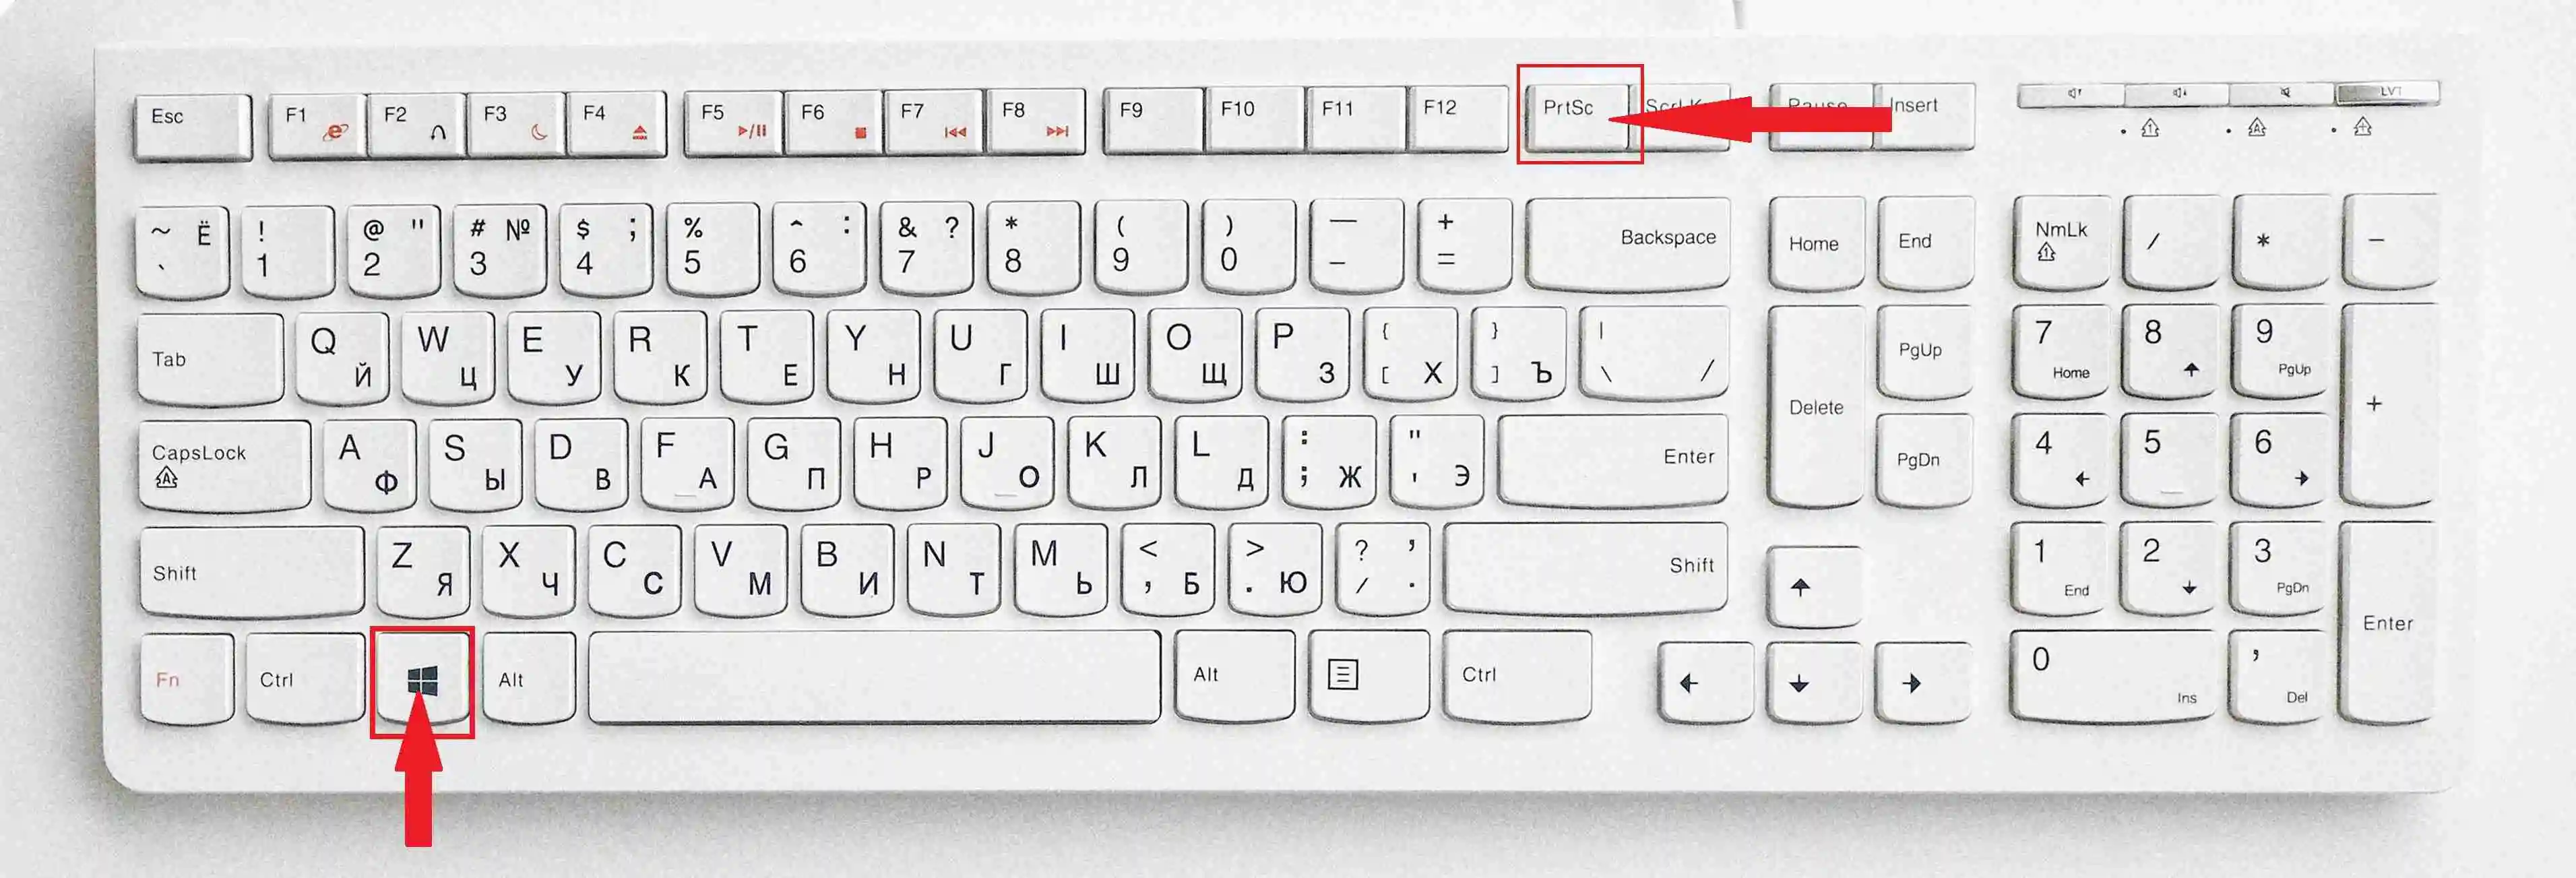 Esc F1 F2 F3 F4 F5 F6 F7 F8 F9 F10 F11 F12 PrtSc Insert LVT
~ Ё ` ! 1 @ " 2 # № 3 $ ; 4 % 5 ^ : 6 & ? 7 * 8 ( 9 ) 0 — – + = Backspace Home End NmLk / * –
Tab Q Й W Ц E У R К T Е Y Н U Г I Ш O Щ P З { [ Х } ] Ъ | \ / Delete PgUp 7 Home 8 9 PgUp +
CapsLock A Ф S Ы D В F А G П H Р J О K Л L Д : ; Ж " ' Э Enter PgDn 4 5 6
Shift Z Я X Ч C С V М B И N Т M Ь < , Б > . Ю ? , / . Shift 1 End 2 3 PgDn Enter
Fn Ctrl Alt Alt Ctrl 0 Ins , Del